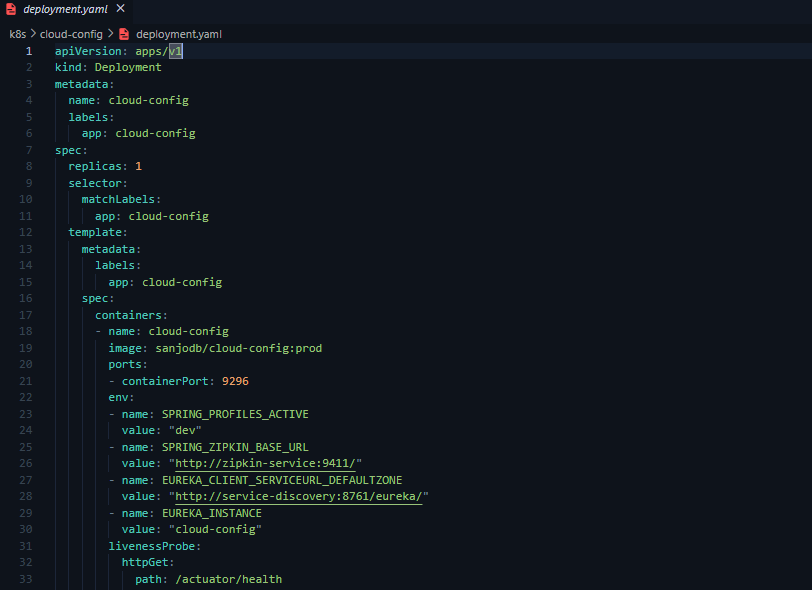 deployment.yaml
k8s > cloud-config > deployment.yaml
1 apiVersion: apps/v1
2 kind: Deployment
3 metadata:
4   name: cloud-config
5   labels:
6     app: cloud-config
7 spec:
8   replicas: 1
9   selector:
10     matchLabels:
11       app: cloud-config
12   template:
13     metadata:
14       labels:
15         app: cloud-config
16     spec:
17       containers:
18       - name: cloud-config
19         image: sanjodb/cloud-config:prod
20         ports:
21         - containerPort: 9296
22         env:
23         - name: SPRING_PROFILES_ACTIVE
24           value: "dev"
25         - name: SPRING_ZIPKIN_BASE_URL
26           value: "http://zipkin-service:9411/"
27         - name: EUREKA_CLIENT_SERVICEURL_DEFAULTZONE
28           value: "http://service-discovery:8761/eureka/"
29         - name: EUREKA_INSTANCE
30           value: "cloud-config"
31         livenessProbe:
32           httpGet:
33             path: /actuator/health